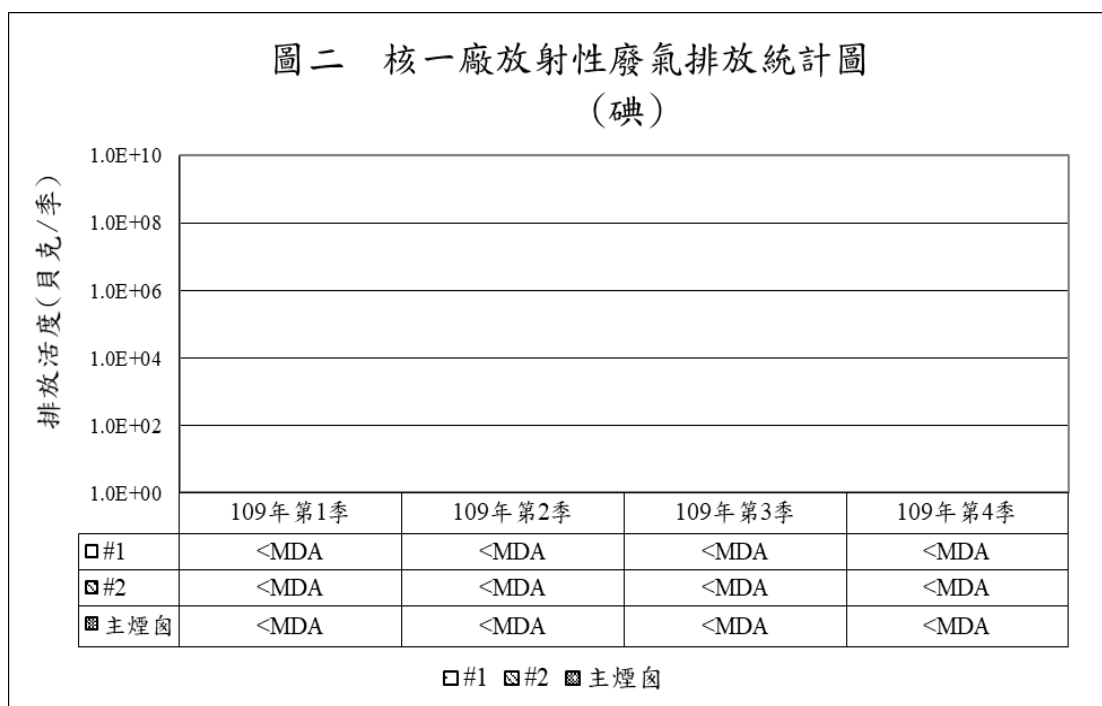 圖二 核一廠放射性廢氣排放統計圖
(碘)
排放活度(貝克/季)
1.0E+10
1.0E+08
1.0E+06
1.0E+04
1.0E+02
1.0E+00
109年第1季 109年第2季 109年第3季 109年第4季
#1 <MDA <MDA <MDA <MDA
#2 <MDA <MDA <MDA <MDA
主煙囪 <MDA <MDA <MDA <MDA
#1 #2 主煙囪